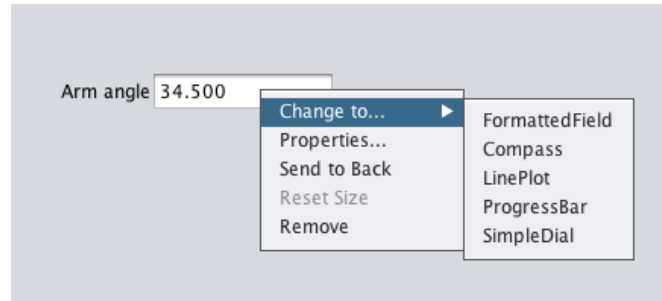 Arm angle 34.500
Change to...
Properties...
Send to Back
Reset Size
Remove
FormattedField
Compass
LinePlot
ProgressBar
SimpleDial